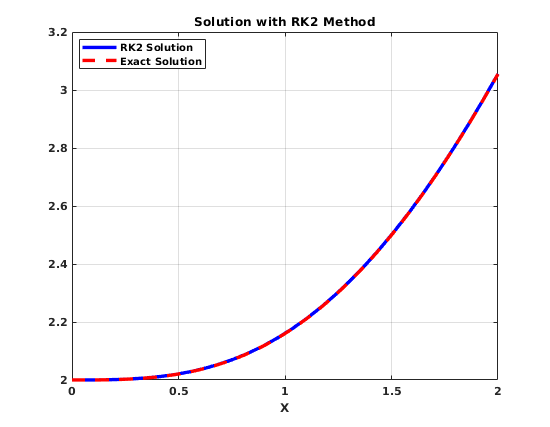 Solution with RK2 Method
RK2 Solution
Exact Solution
3.2
3
2.8
2.6
2.4
2.2
2
0 0.5 1 1.5 2
X